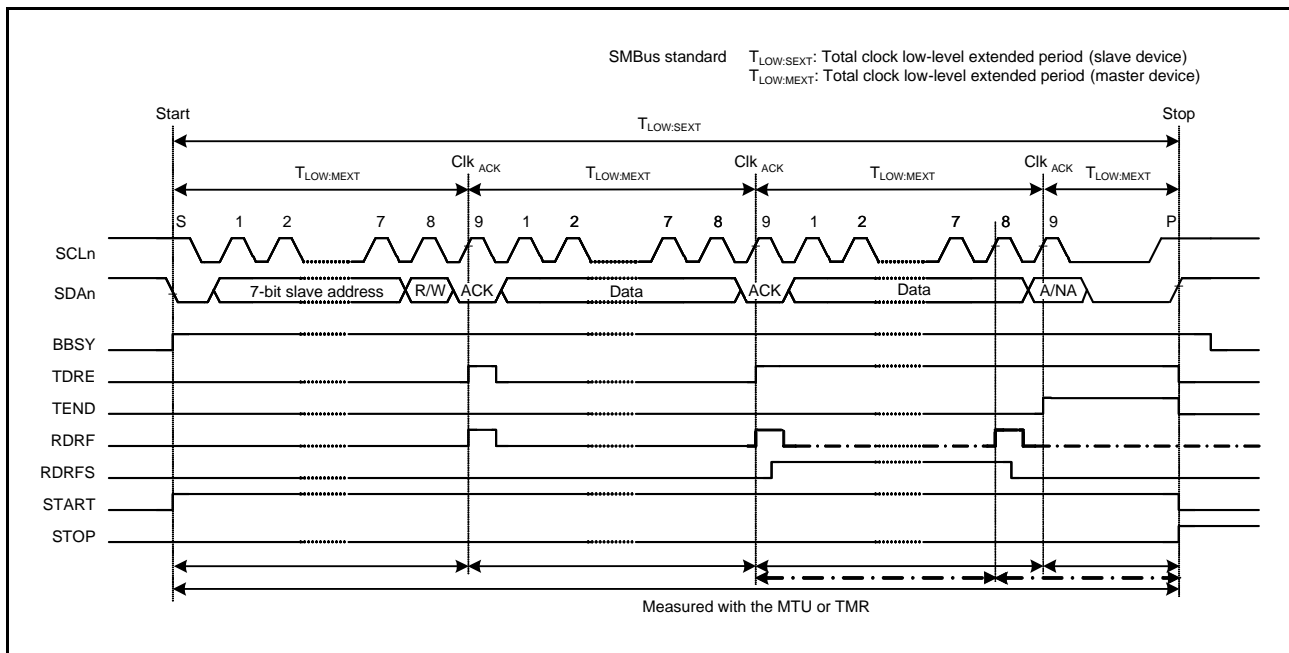 SMBus standard T_LOW:SEXT: Total clock low-level extended period (slave device)
T_LOW:MEXT: Total clock low-level extended period (master device)
Start Stop
T_LOW:SEXT
Clk ACK Clk ACK Clk ACK
T_LOW:MEXT T_LOW:MEXT T_LOW:MEXT T_LOW:MEXT
S 1 2 7 8 9 1 2 7 8 9 1 2 7 8 9 P
SCLn
SDAn 7-bit slave address R/W ACK Data ACK Data A/NA
BBSY
TDRE
TEND
RDRF
RDRFS
START
STOP
Measured with the MTU or TMR